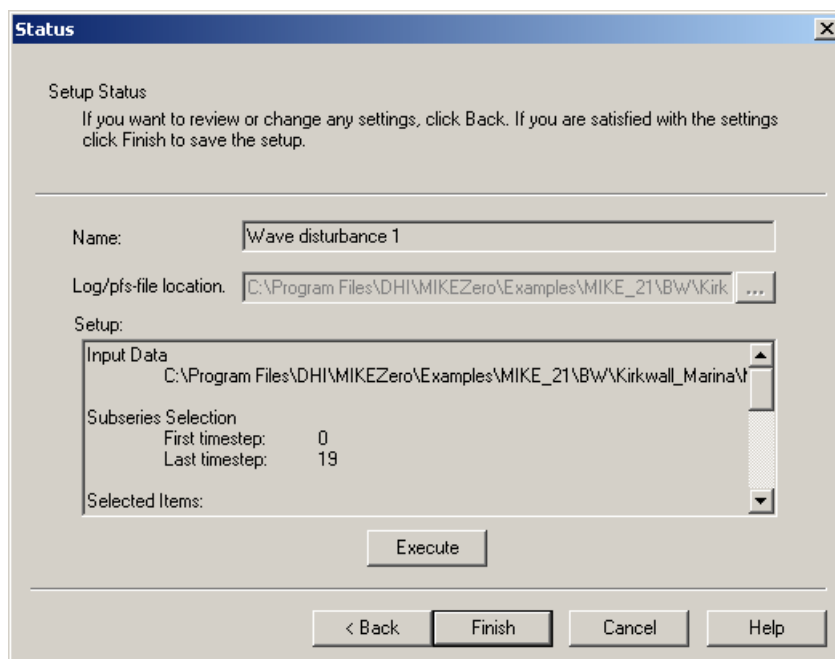 Status
Setup Status
If you want to review or change any settings, click Back. If you are satisfied with the settings
click Finish to save the setup.
Name: Wave disturbance 1
Log/pfs-file location. C:\Program Files\DHI\MIKEZero\Examples\MIKE_21\BW\Kirk ...
Setup:
Input Data
C:\Program Files\DHI\MIKEZero\Examples\MIKE_21\BW\Kirkwall_Marina\
Subseries Selection
First timestep: 0
Last timestep: 19
Selected Items:
Execute
< Back Finish Cancel Help